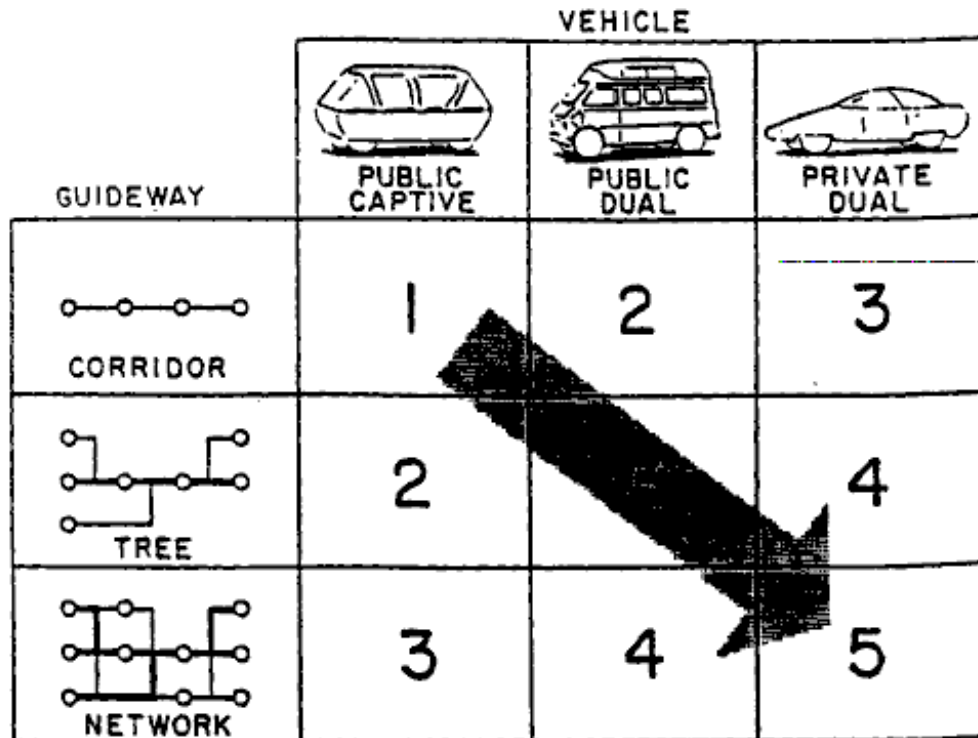 VEHICLE
GUIDEWAY
PUBLIC CAPTIVE
PUBLIC DUAL
PRIVATE DUAL
CORRIDOR
1
2
3
TREE
2
4
NETWORK
3
4
5